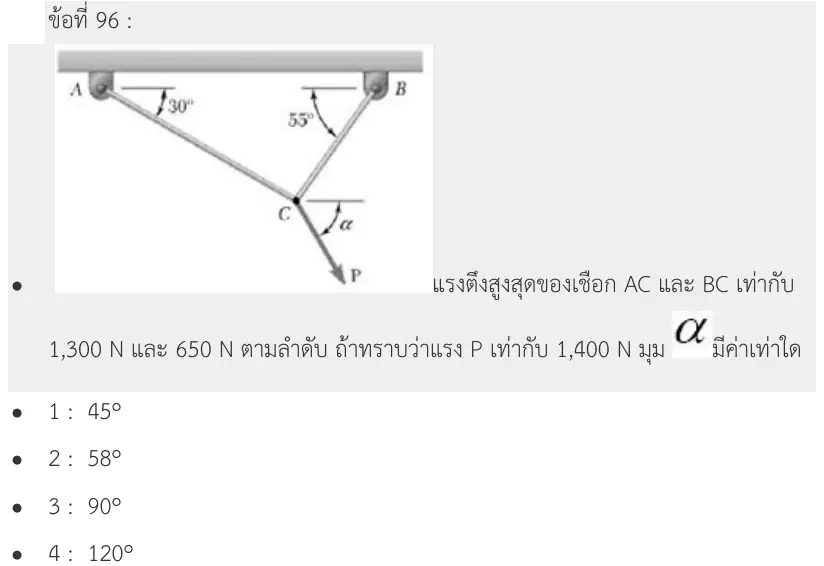 ข้อที่ 96 :
A 30° 55° B
C α
P
แรงตึงสูงสุดของเชือก AC และ BC เท่ากับ
1,300 N และ 650 N ตามลำดับ ถ้าทราบว่าแรง P เท่ากับ 1,400 N มุม α มีค่าเท่าใด
1 : 45°
2 : 58°
3 : 90°
4 : 120°